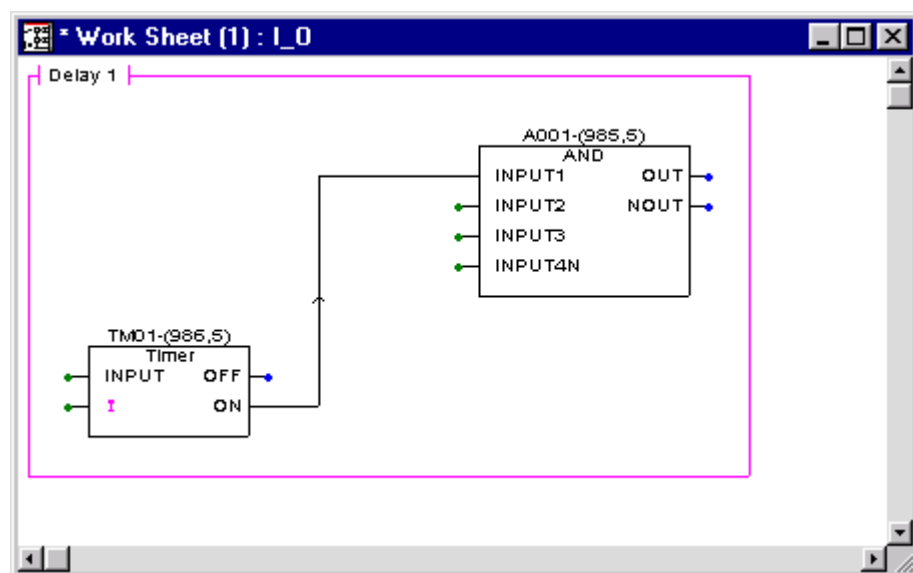 * Work Sheet (1) : I_0
Delay 1
A001-(985,5)
AND
INPUT1 OUT
INPUT2 NOUT
INPUT3
INPUT4N
TM01-(986,5)
Timer
INPUT OFF
I ON